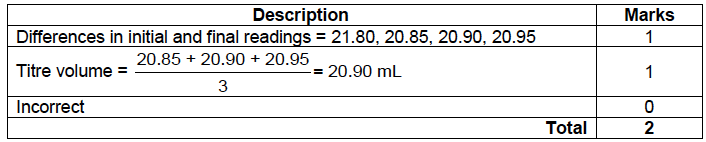 Description Marks
Differences in initial and final readings = 21.80, 20.85, 20.90, 20.95 1
Titre volume = 20.85 + 20.90 + 20.95 / 3 = 20.90 mL 1
Incorrect 0
Total 2